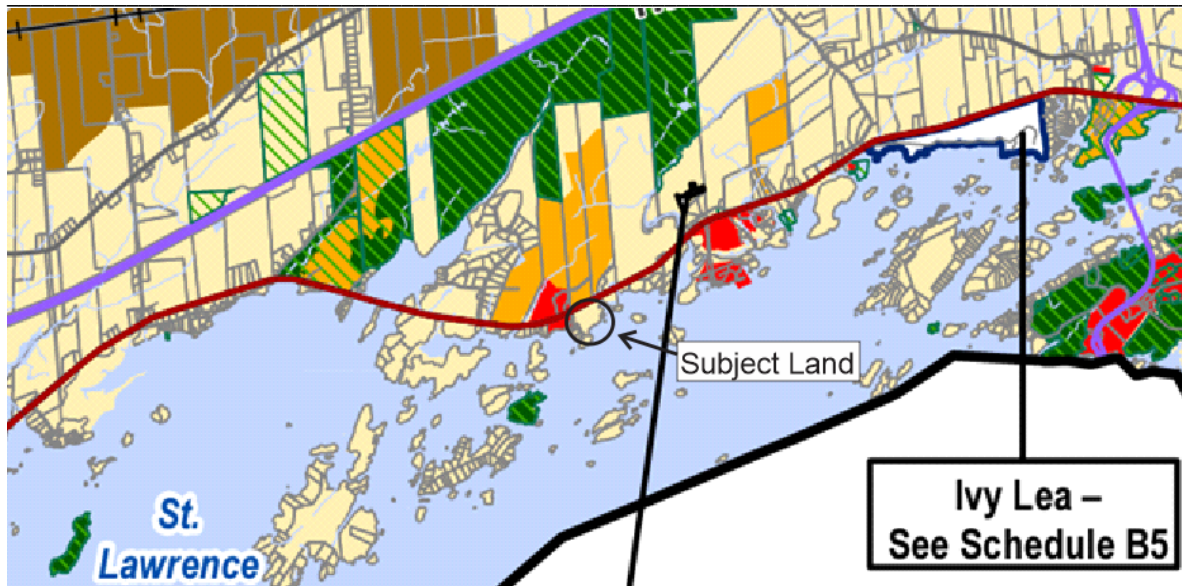 Subject Land
Ivy Lea –
See Schedule B5
St.
Lawrence